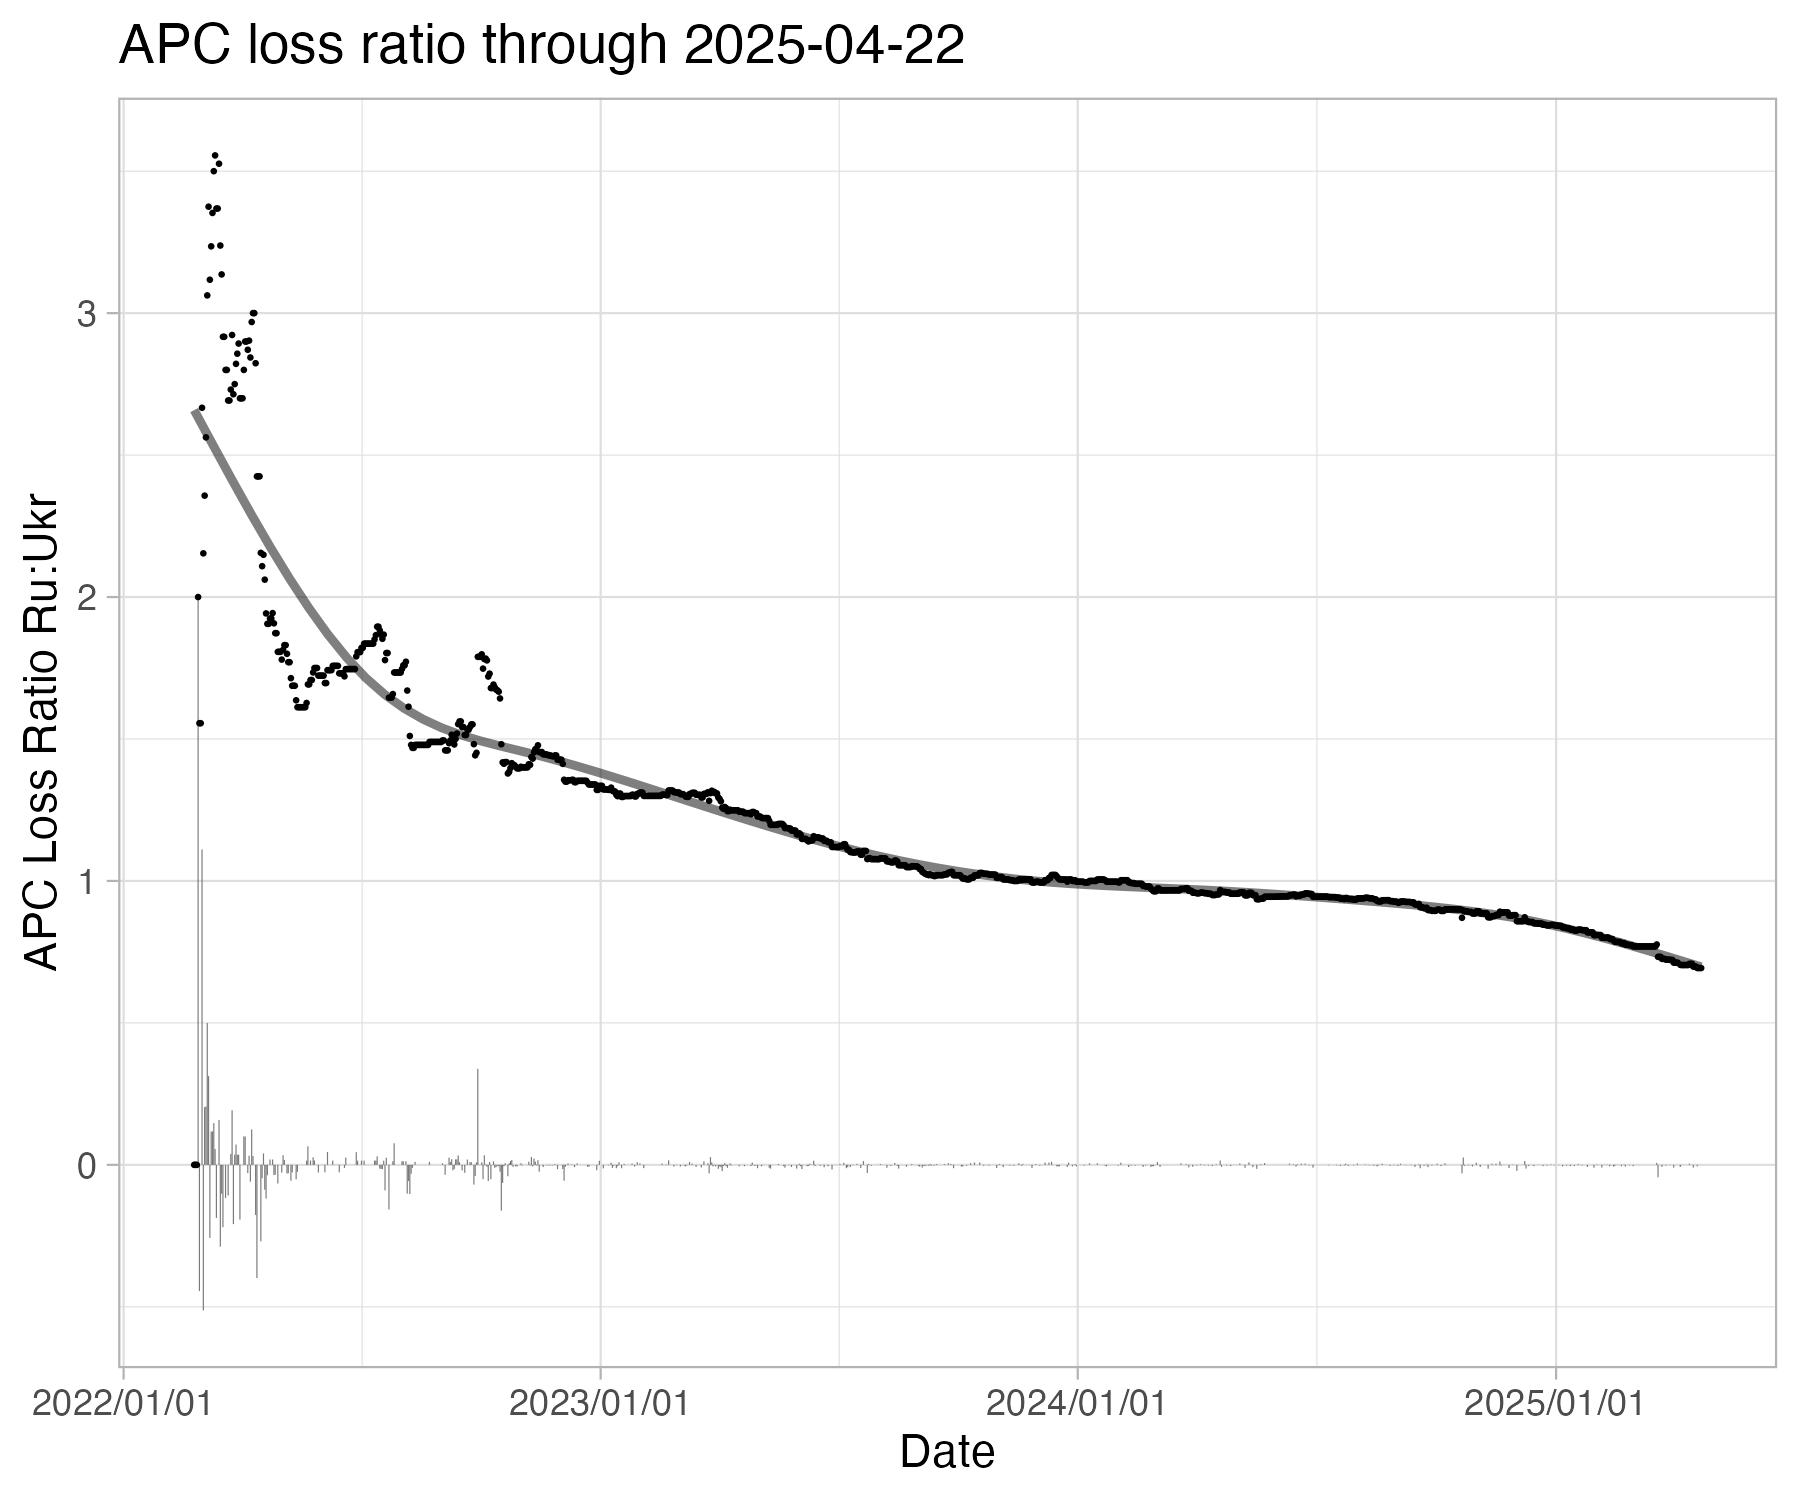 APC loss ratio through 2025-04-22
APC Loss Ratio Ru:Ukr
3
2
1
0
2022/01/01
2023/01/01
2024/01/01
2025/01/01
Date